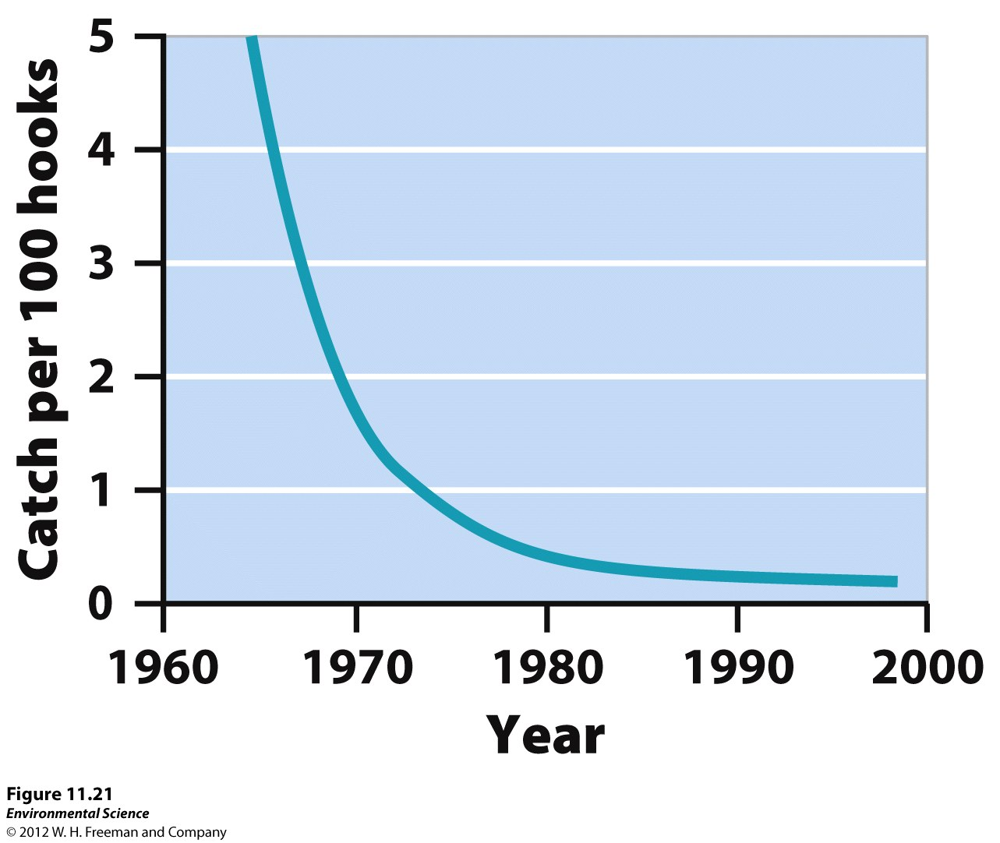 Catch per 100 hooks
5
4
3
2
1
0
1960 1970 1980 1990 2000
Year
Figure 11.21
Environmental Science
© 2012 W. H. Freeman and Company